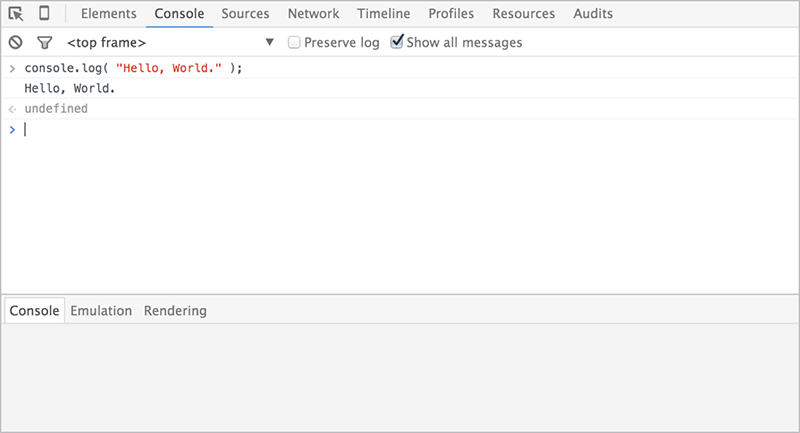 Elements Console Sources Network Timeline Profiles Resources Audits
<top frame> Preserve log Show all messages
console.log( "Hello, World." );
Hello, World.
undefined
Console Emulation Rendering